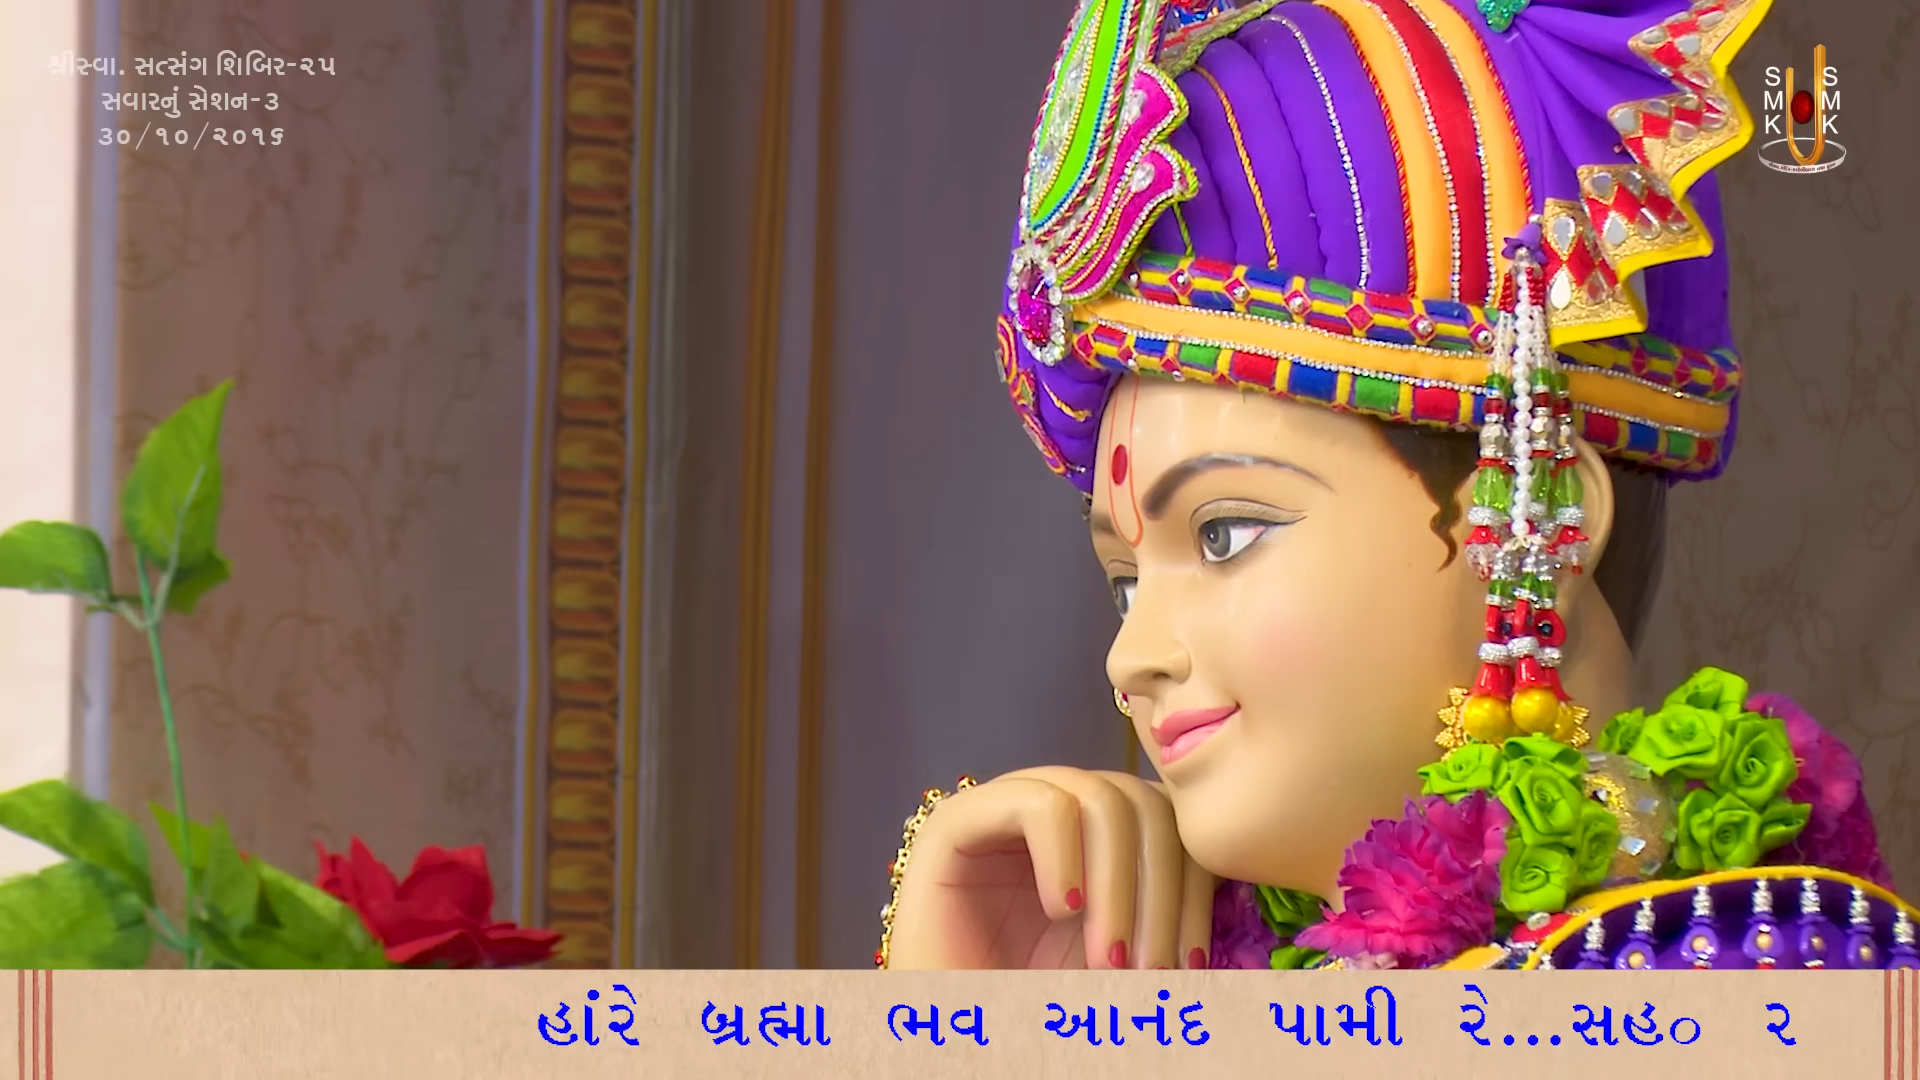 શ્રીસ્વા. સત્સંગ શિબિર-૨૫
સવારનું સેશન-૩
૩૦/૧૦/૨૦૧૬
S S
M M
K K
હાંરે બ્રહ્મા ભવ આનંદ પામી રે...સહ૦ ૨